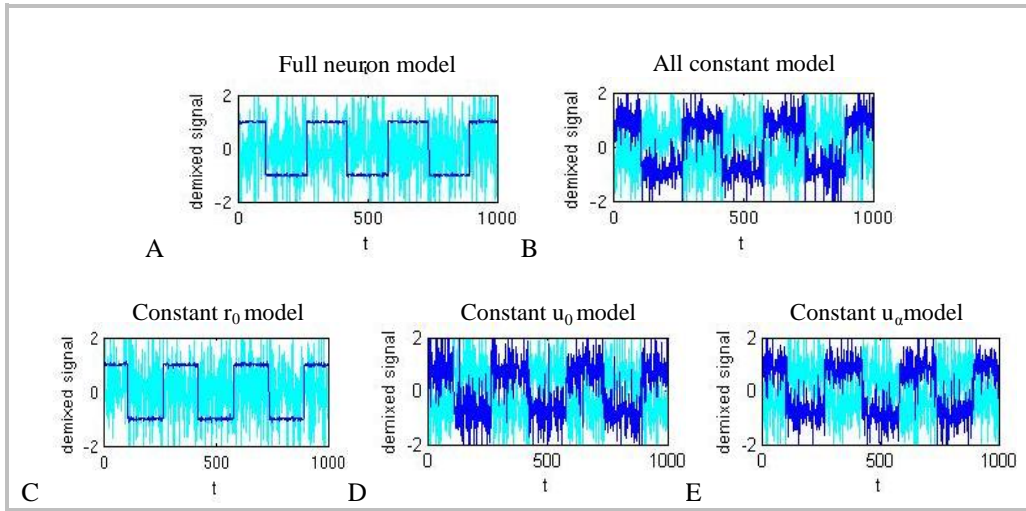 Full neuron model
demixed signal
2
0
-2
0
500
1000
t
A
All constant model
demixed signal
2
0
-2
0
500
1000
t
B
Constant r₀ model
demixed signal
2
0
-2
0
500
1000
t
C
Constant u₀ model
demixed signal
2
0
-2
0
500
1000
t
D
Constant uα model
demixed signal
2
0
-2
0
500
1000
t
E